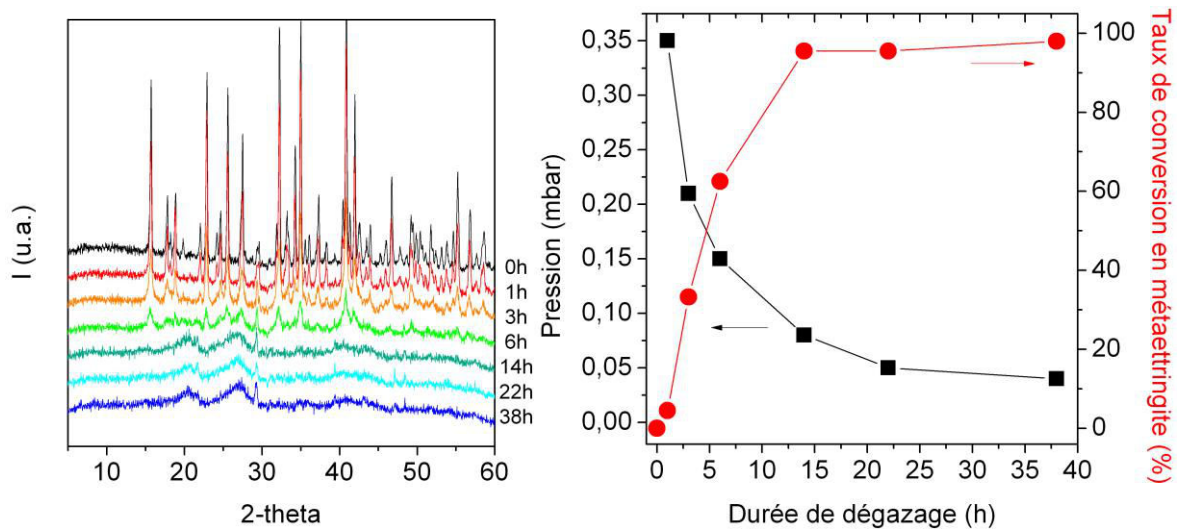 I (u.a.)
0h
1h
3h
6h
14h
22h
38h
10 20 30 40 50 60
2-theta
Pression (mbar)
0,35
0,30
0,25
0,20
0,15
0,10
0,05
0,00
0 5 10 15 20 25 30 35 40
Durée de dégazage (h)
100
80
60
40
20
0
Taux de conversion en métaettringite (%)